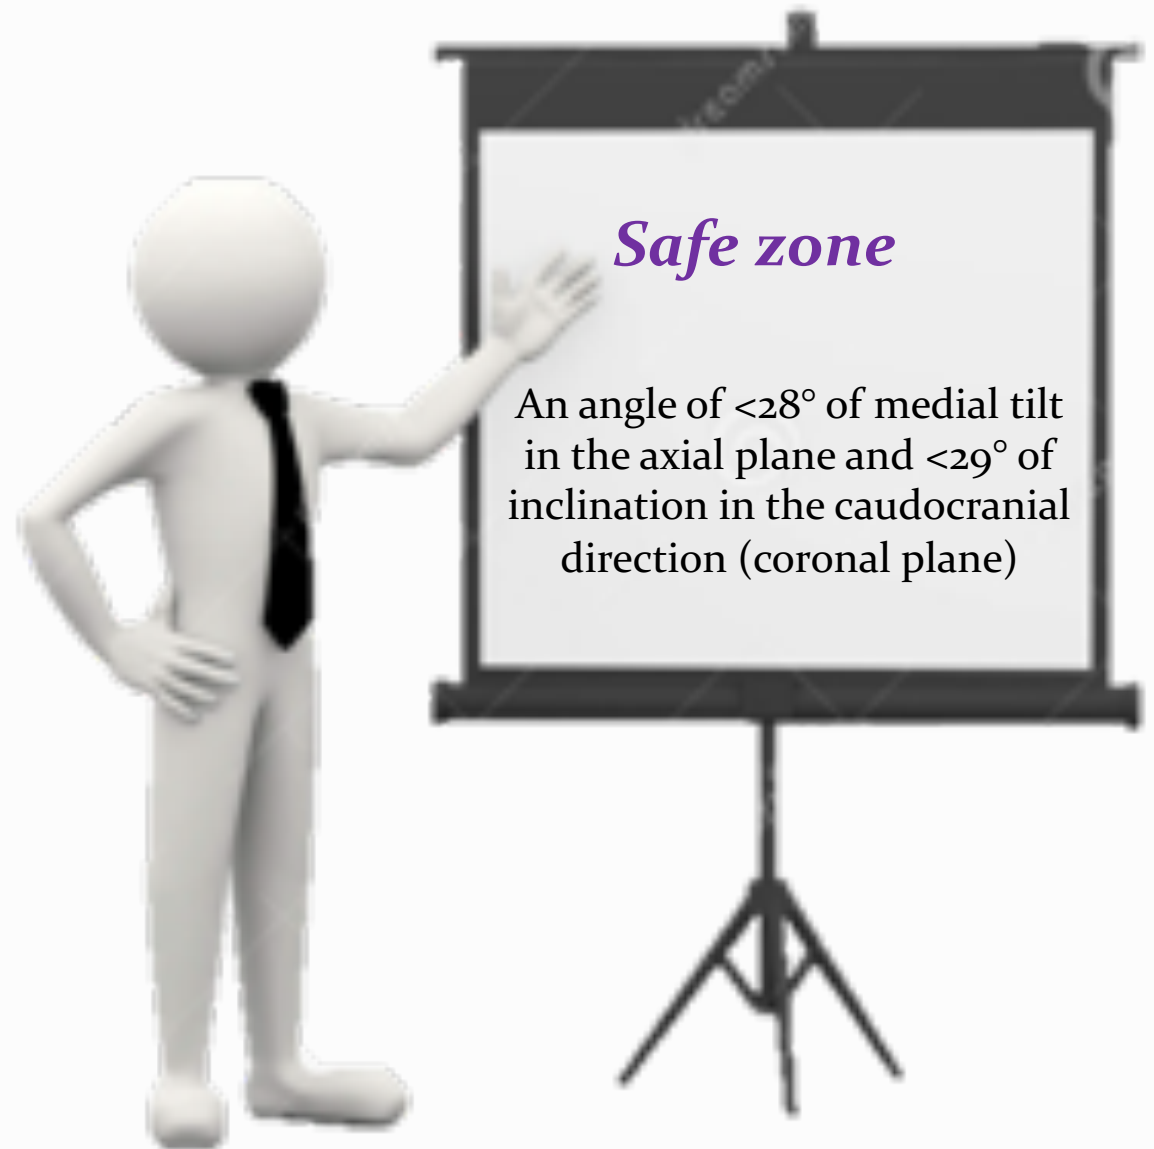 Safe zone
An angle of <28° of medial tilt
in the axial plane and <29° of
inclination in the caudocranial
direction (coronal plane)